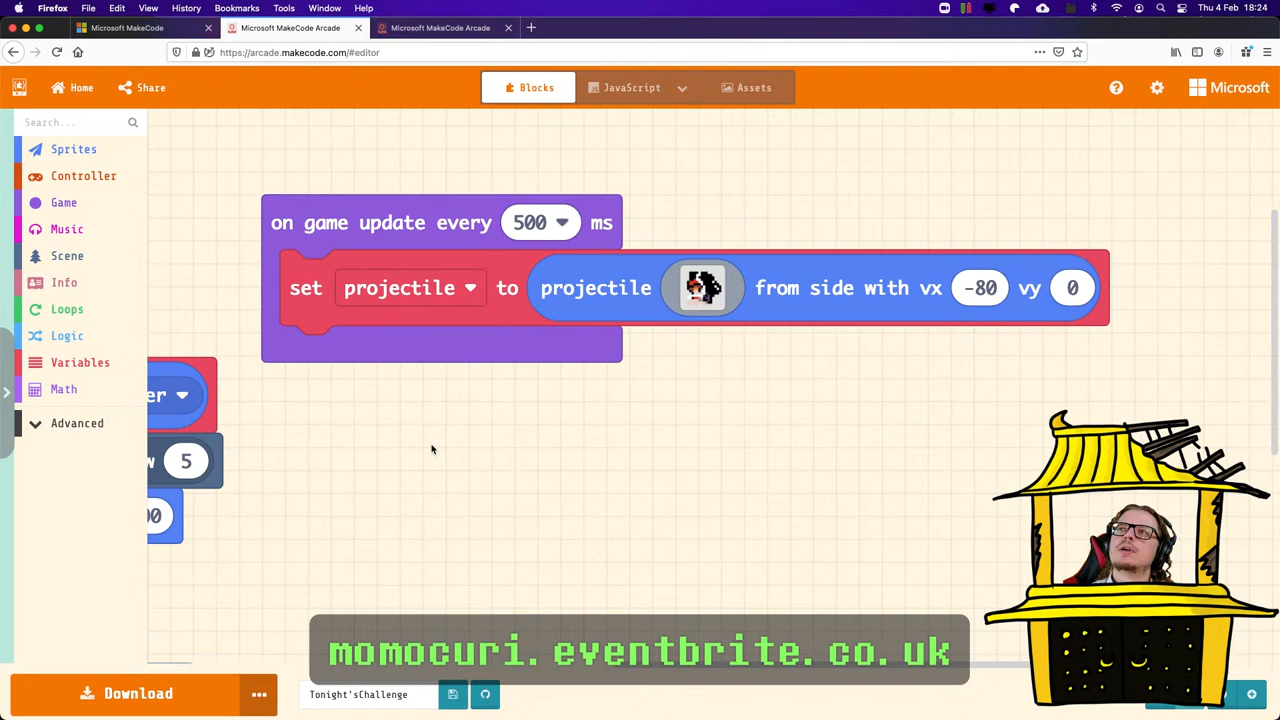 Firefox File Edit View History Bookmarks Tools Window Help
Thu 4 Feb 18:24
Microsoft MakeCode
Microsoft MakeCode Arcade
Microsoft MakeCode Arcade
https://arcade.makecode.com/#editor
Home
Share
Blocks
JavaScript
Assets
Microsoft
Search...
Sprites
Controller
Game
Music
Scene
Info
Loops
Logic
Variables
Math
Advanced
on game update every 500 ms
set projectile to projectile from side with vx -80 vy 0
er
5
00
momocuri.eventbrite.co.uk
Download
Tonight'sChallenge